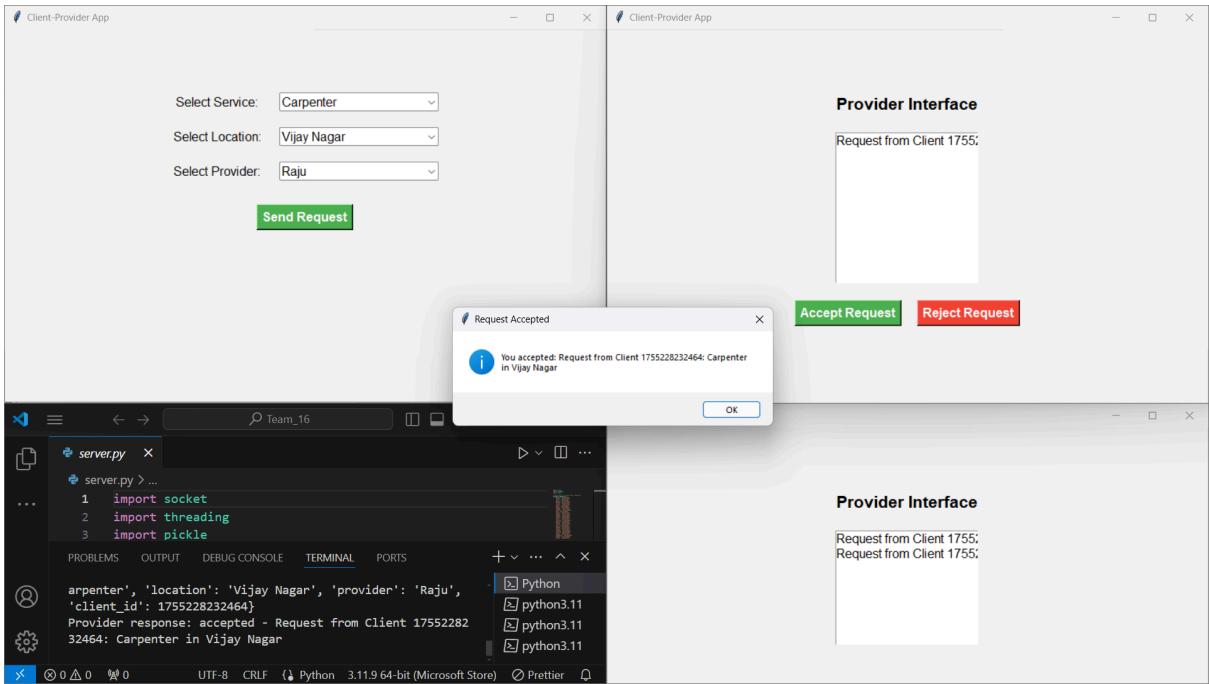 Client-Provider App
Select Service: Carpenter
Select Location: Vijay Nagar
Select Provider: Raju
Send Request
Client-Provider App
Provider Interface
Request from Client 1755
Accept Request Reject Request
Request Accepted
You accepted: Request from Client 1755228232464: Carpenter
in Vijay Nagar
OK
Team_16
server.py
server.py > ...
1 import socket
2 import threading
3 import pickle
PROBLEMS OUTPUT DEBUG CONSOLE TERMINAL PORTS
arpenter', 'location': 'Vijay Nagar', 'provider': 'Raju',
'client_id': 1755228232464}
Provider response: accepted - Request from Client 17552282
32464: Carpenter in Vijay Nagar
Python
python3.11
python3.11
python3.11
0 0 0 UTF-8 CRLF Python 3.11.9 64-bit (Microsoft Store) Prettier
Provider Interface
Request from Client 1755
Request from Client 1755